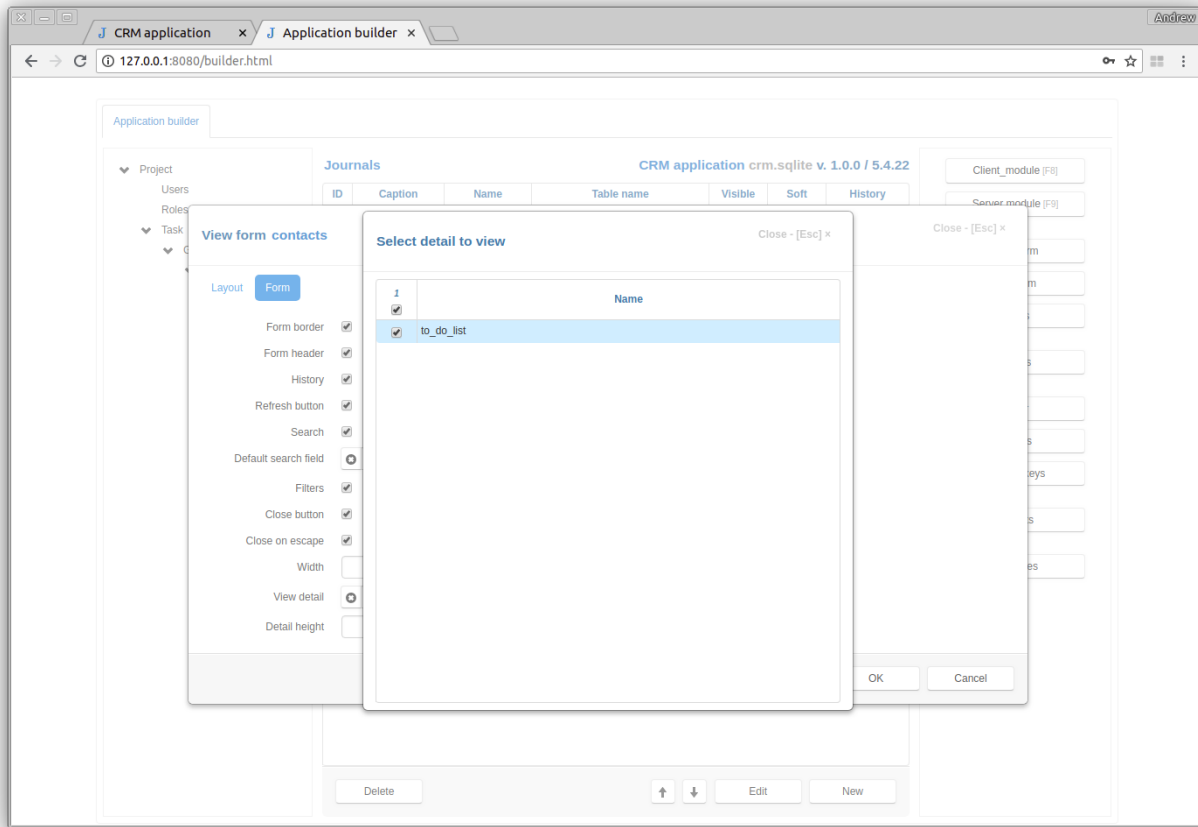 Andrew
CRM application ×
Application builder ×
127.0.0.1:8080/builder.html
Application builder
Project
Users
Roles
Task
Journals
CRM application crm.sqlite v. 1.0.0 / 5.4.22
ID Caption Name Table name Visible Soft History
Client_module [F8]
Server module [F9]
View form contacts
Close - [Esc] ×
Layout Form
Form border
Form header
History
Refresh button
Search
Default search field
Filters
Close button
Close on escape
Width
View detail
Detail height
Select detail to view
Close - [Esc] ×
1
Name
to_do_list
OK Cancel
Delete Edit New